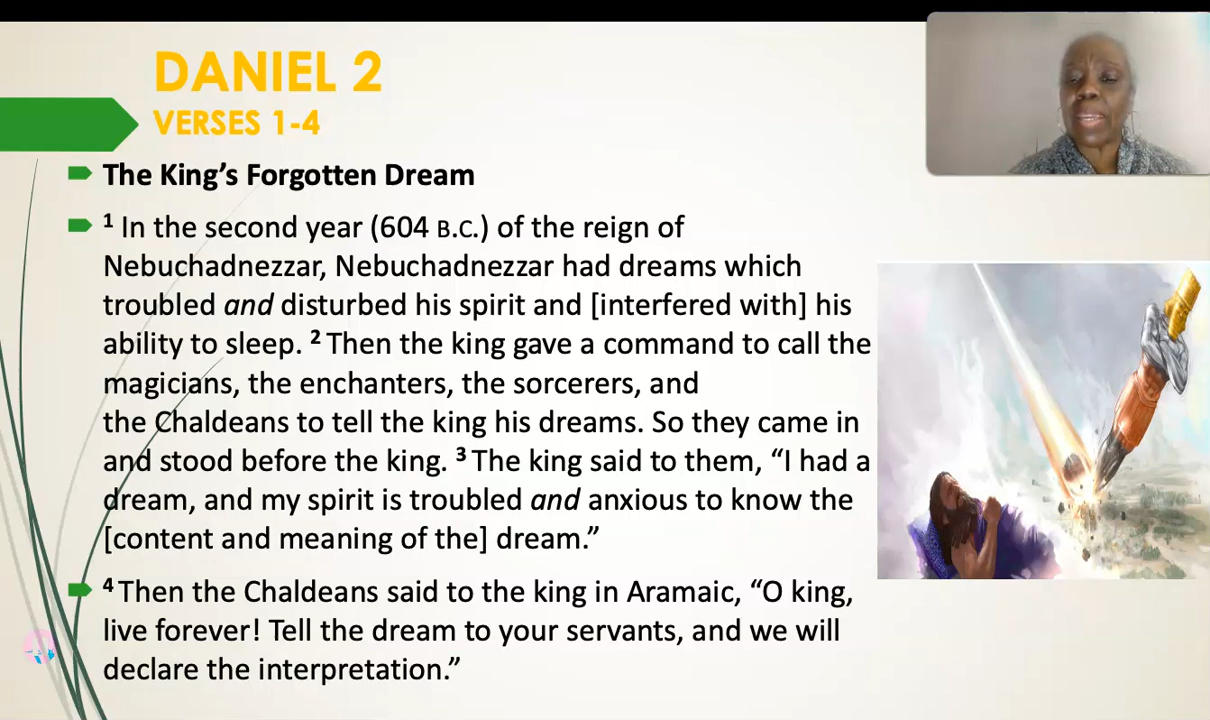 DANIEL 2
VERSES 1-4
The King’s Forgotten Dream
1 In the second year (604 B.C.) of the reign of
Nebuchadnezzar, Nebuchadnezzar had dreams which
troubled and disturbed his spirit and [interfered with] his
ability to sleep. 2 Then the king gave a command to call the
magicians, the enchanters, the sorcerers, and
the Chaldeans to tell the king his dreams. So they came in
and stood before the king. 3 The king said to them, “I had a
dream, and my spirit is troubled and anxious to know the
[content and meaning of the] dream.”
4 Then the Chaldeans said to the king in Aramaic, “O king,
live forever! Tell the dream to your servants, and we will
declare the interpretation.”